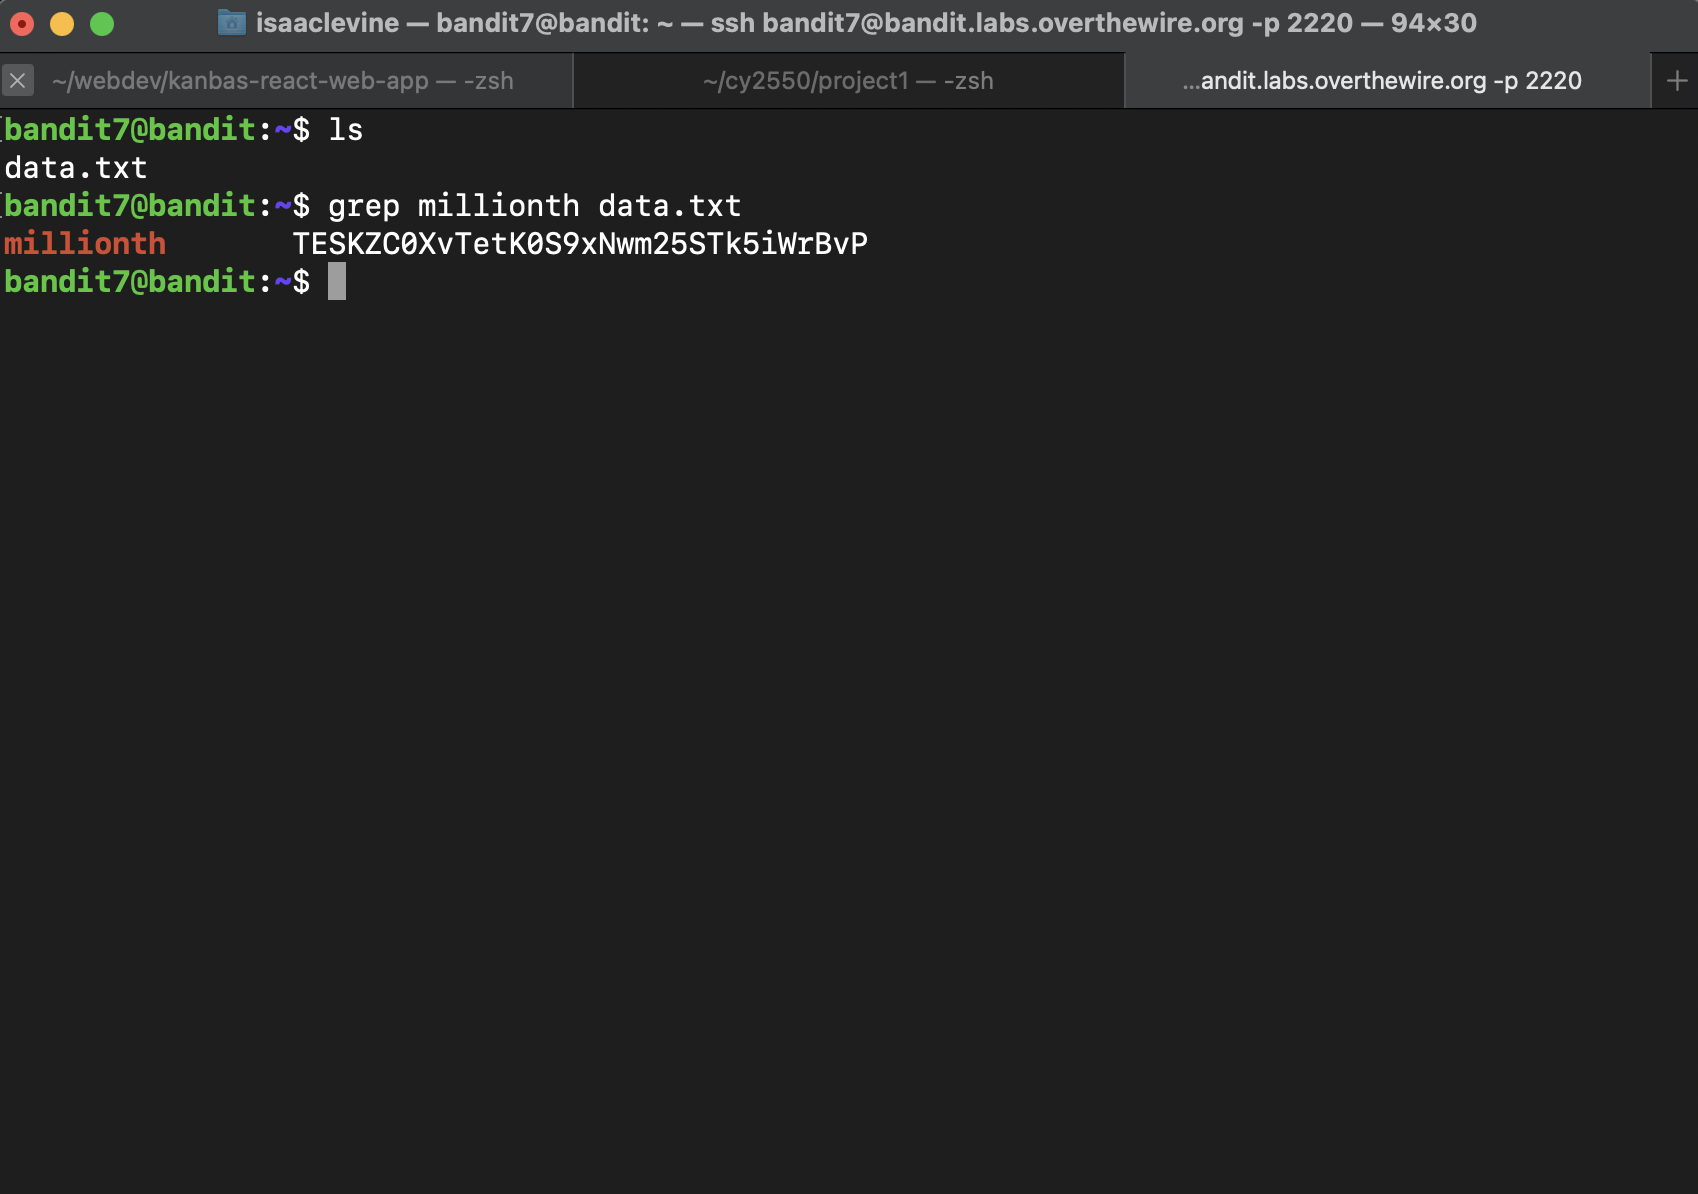 isaaclevine — bandit7@bandit: ~ — ssh bandit7@bandit.labs.overthewire.org -p 2220 — 94×30
~/webdev/kanbas-react-web-app — -zsh
~/cy2550/project1 — -zsh
...andit.labs.overthewire.org -p 2220
bandit7@bandit:~$ ls
data.txt
bandit7@bandit:~$ grep millionth data.txt
millionth       TESKZC0XvTetK0S9xNwm25STk5iWrBvP
bandit7@bandit:~$